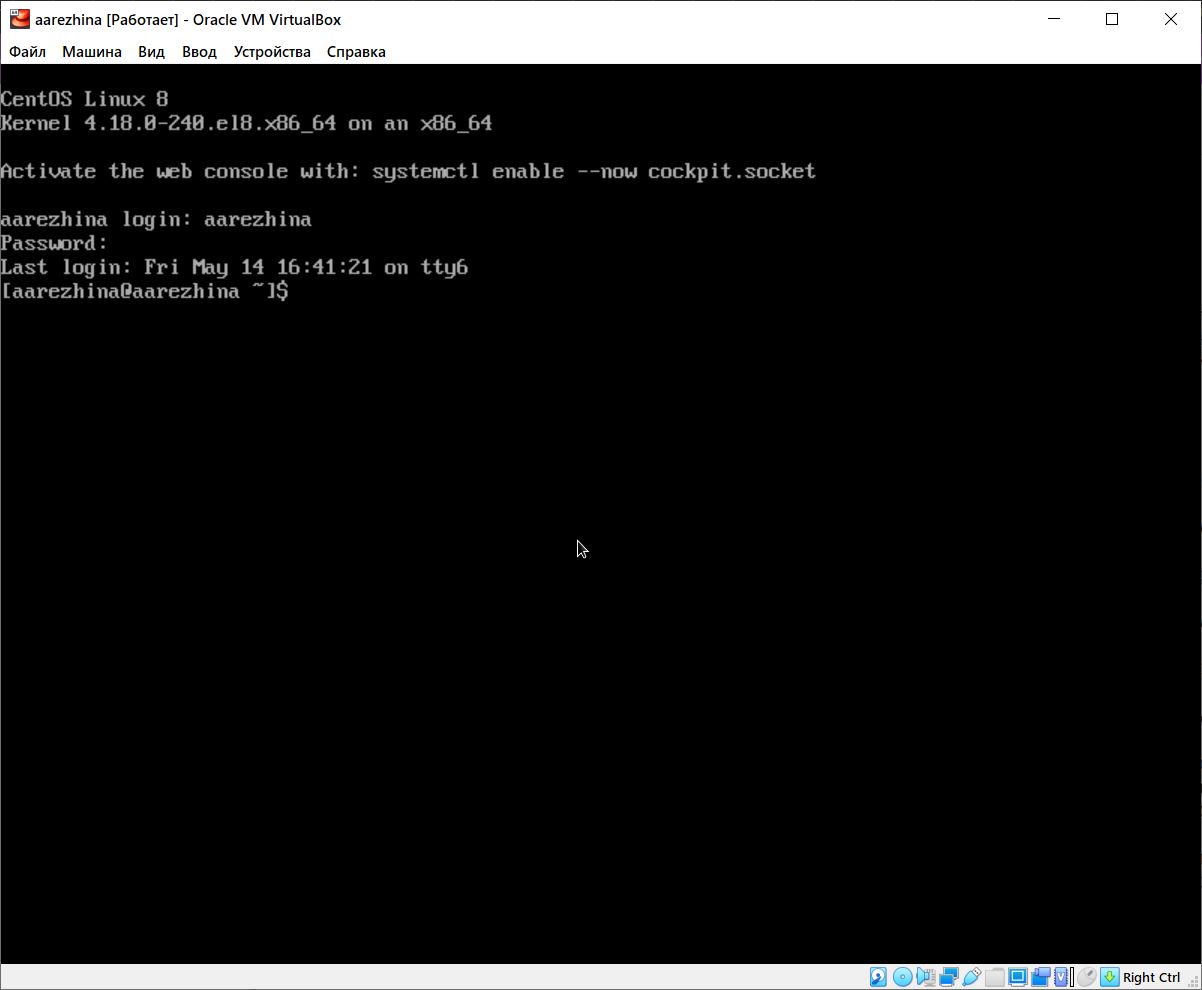 aarezhina [Работает] - Oracle VM VirtualBox
Файл Машина Вид Ввод Устройства Справка
CentOS Linux 8
Kernel 4.18.0-240.el8.x86_64 on an x86_64
Activate the web console with: systemctl enable --now cockpit.socket
aarezhina login: aarezhina
Password:
Last login: Fri May 14 16:41:21 on tty6
[aarezhina@aarezhina ~]$
Right Ctrl